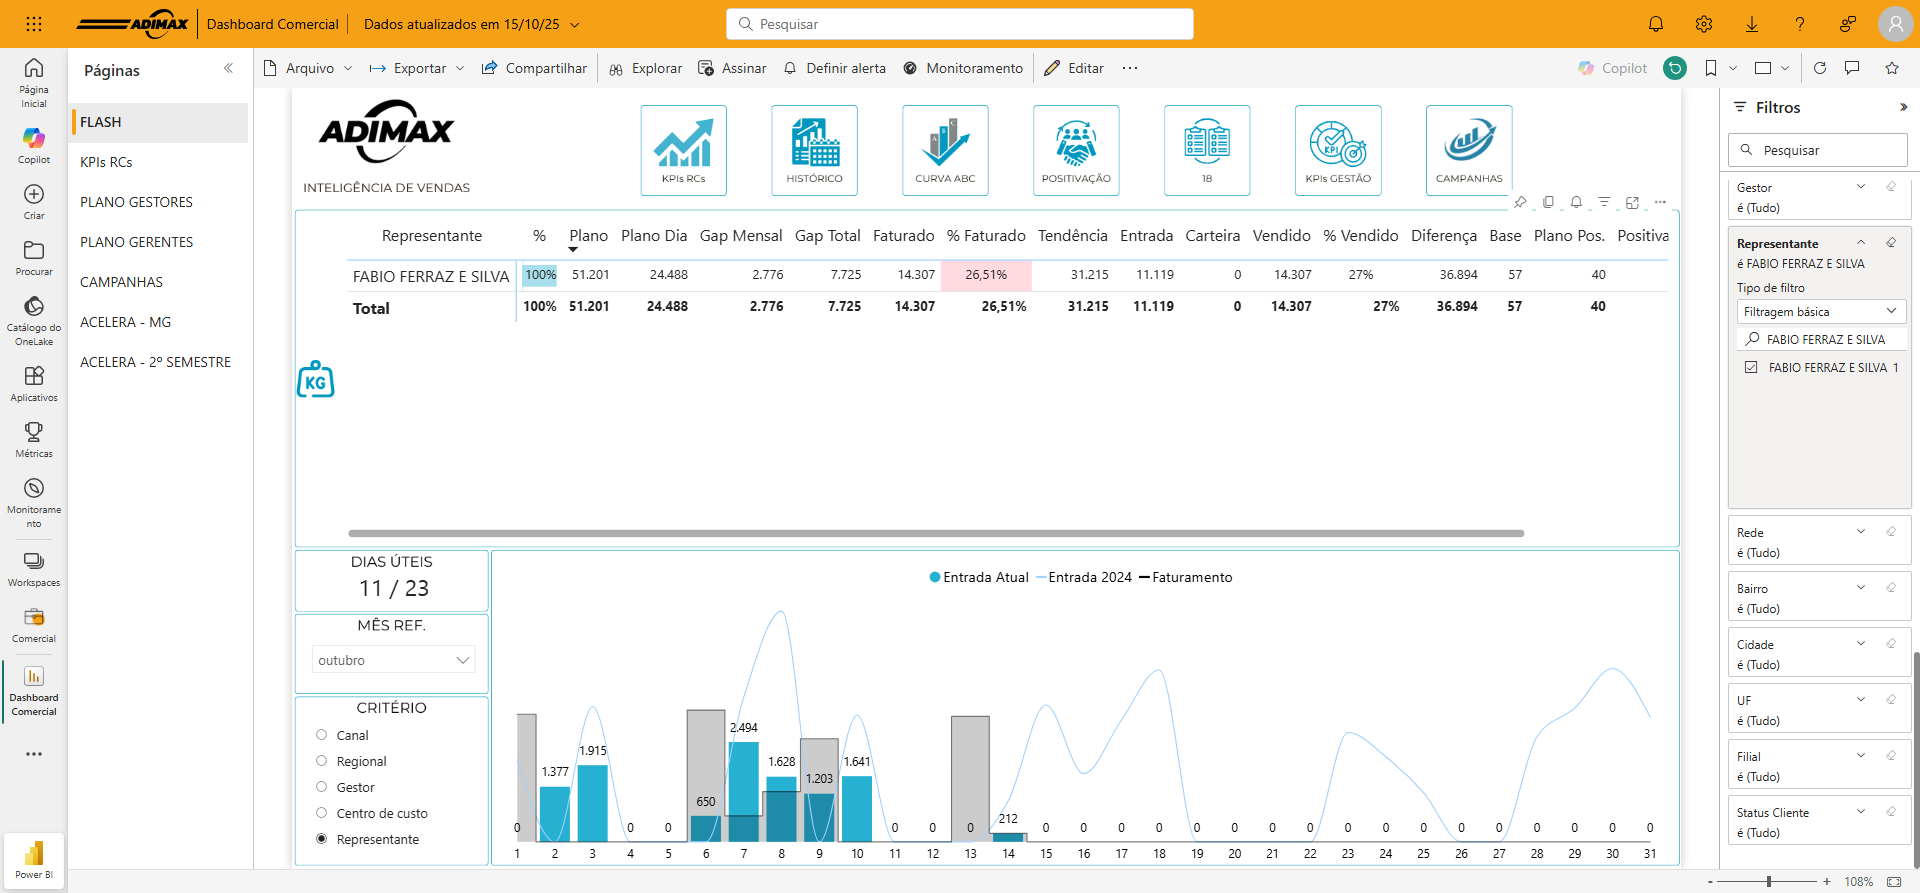 ADIMAX
Dashboard Comercial
Dados atualizados em 15/10/25
Pesquisar
Página Inicial
Copilot
Criar
Procurar
Catálogo do OneLake
Aplicativos
Métricas
Monitoramento
Workspaces
Comercial
Dashboard Comercial
Power BI
Páginas
FLASH
KPIs RCs
PLANO GESTORES
PLANO GERENTES
CAMPANHAS
ACELERA - MG
ACELERA - 2º SEMESTRE
Arquivo Exportar Compartilhar Explorar Assinar Definir alerta Monitoramento Editar Copilot
ADIMAX
INTELIGÊNCIA DE VENDAS
KPIs RCs HISTÓRICO CURVA ABC POSITIVAÇÃO 18 KPIs GESTÃO CAMPANHAS
Representante % Plano Plano Dia Gap Mensal Gap Total Faturado % Faturado Tendência Entrada Carteira Vendido % Vendido Diferença Base Plano Pos. Positiva
FABIO FERRAZ E SILVA 100% 51.201 24.488 2.776 7.725 14.307 26,51% 31.215 11.119 0 14.307 27% 36.894 57 40
Total 100% 51.201 24.488 2.776 7.725 14.307 26,51% 31.215 11.119 0 14.307 27% 36.894 57 40
KG
DIAS ÚTEIS
11 / 23
MÊS REF.
outubro
CRITÉRIO
Canal
Regional
Gestor
Centro de custo
Representante
Entrada Atual Entrada 2024 Faturamento
0 1.377 1.915 0 0 650 2.494 1.628 1.203 1.641 0 0 0 212 0 0 0 0 0 0 0 0 0 0 0 0 0 0 0 0 0
1 2 3 4 5 6 7 8 9 10 11 12 13 14 15 16 17 18 19 20 21 22 23 24 25 26 27 28 29 30 31
Filtros
Pesquisar
Gestor
é (Tudo)
Representante
é FABIO FERRAZ E SILVA
Tipo de filtro
Filtragem básica
FABIO FERRAZ E SILVA
FABIO FERRAZ E SILVA 1
Rede
é (Tudo)
Bairro
é (Tudo)
Cidade
é (Tudo)
UF
é (Tudo)
Filial
é (Tudo)
Status Cliente
é (Tudo)
- + 108%